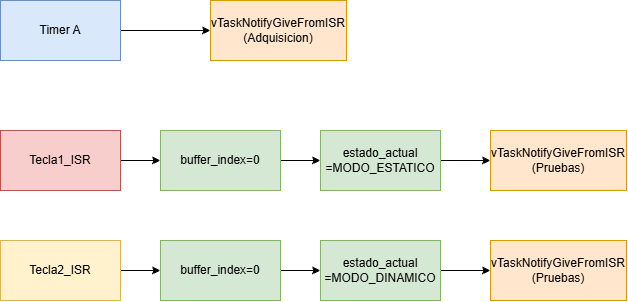 Timer A
vTaskNotifyGiveFromISR
(Adquisicion)
Tecla1_ISR
buffer_index=0
estado_actual
=MODO_ESTATICO
vTaskNotifyGiveFromISR
(Pruebas)
Tecla2_ISR
buffer_index=0
estado_actual
=MODO_DINAMICO
vTaskNotifyGiveFromISR
(Pruebas)